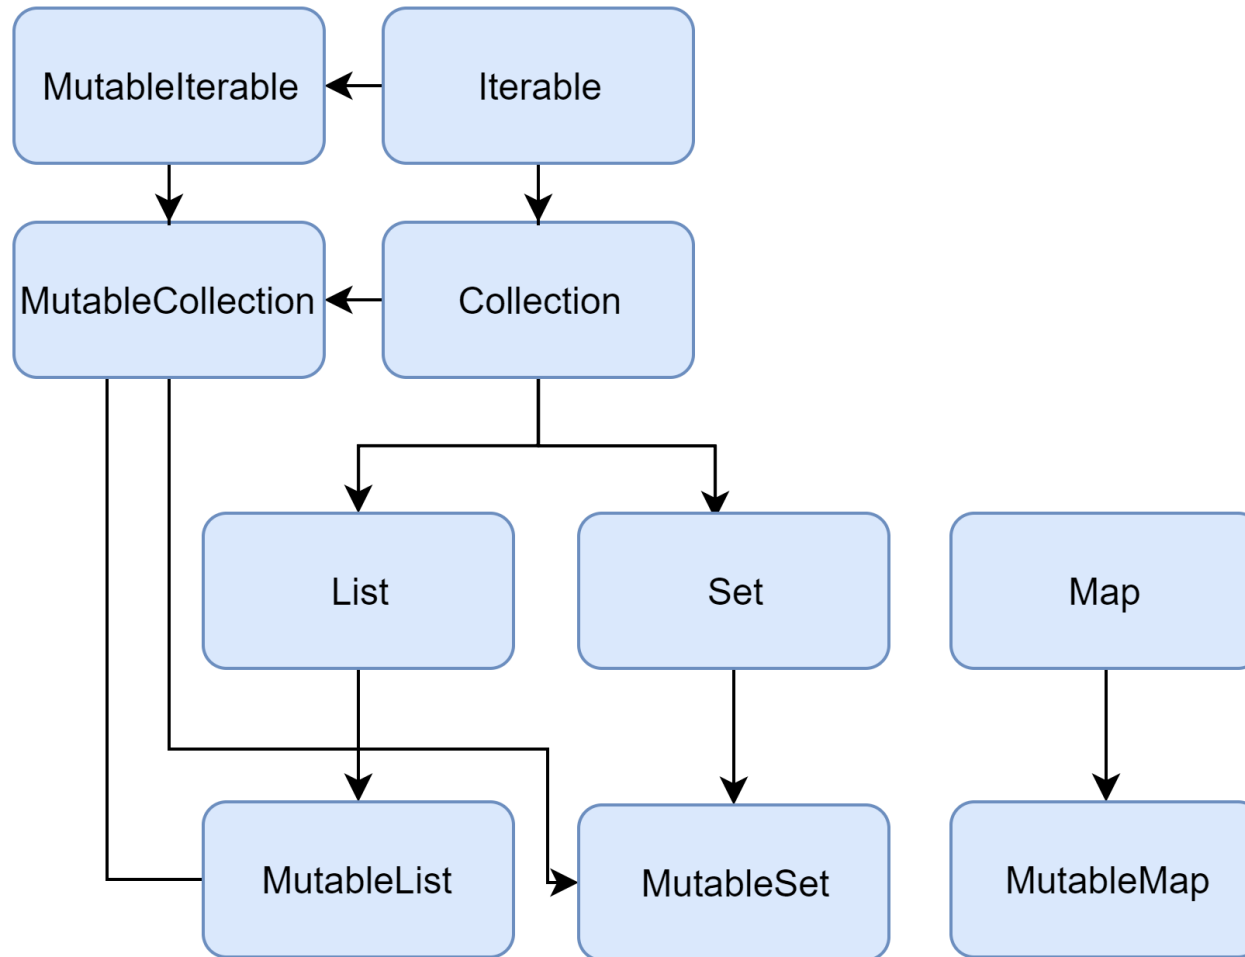 MutableIterable
Iterable
MutableCollection
Collection
List
Set
Map
MutableList
MutableSet
MutableMap